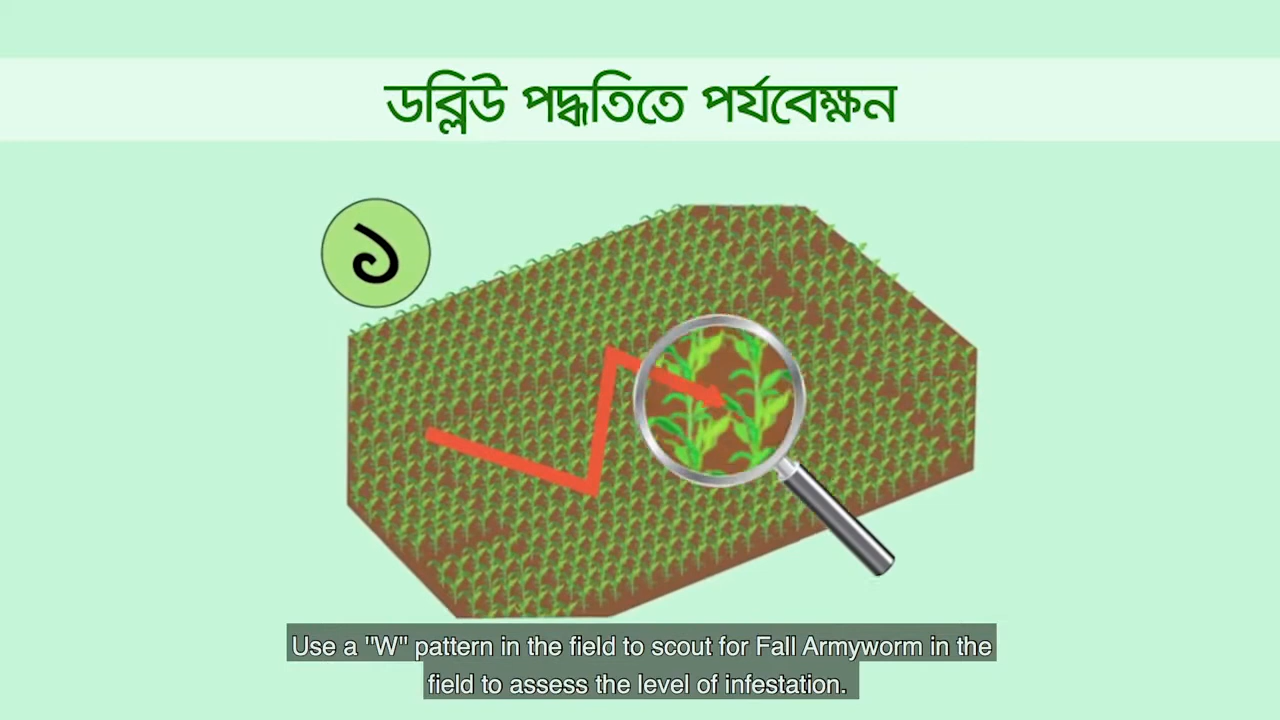 ডব্লিউ পদ্ধতিতে পর্যবেক্ষন
১
Use a "W" pattern in the field to scout for Fall Armyworm in the
field to assess the level of infestation.